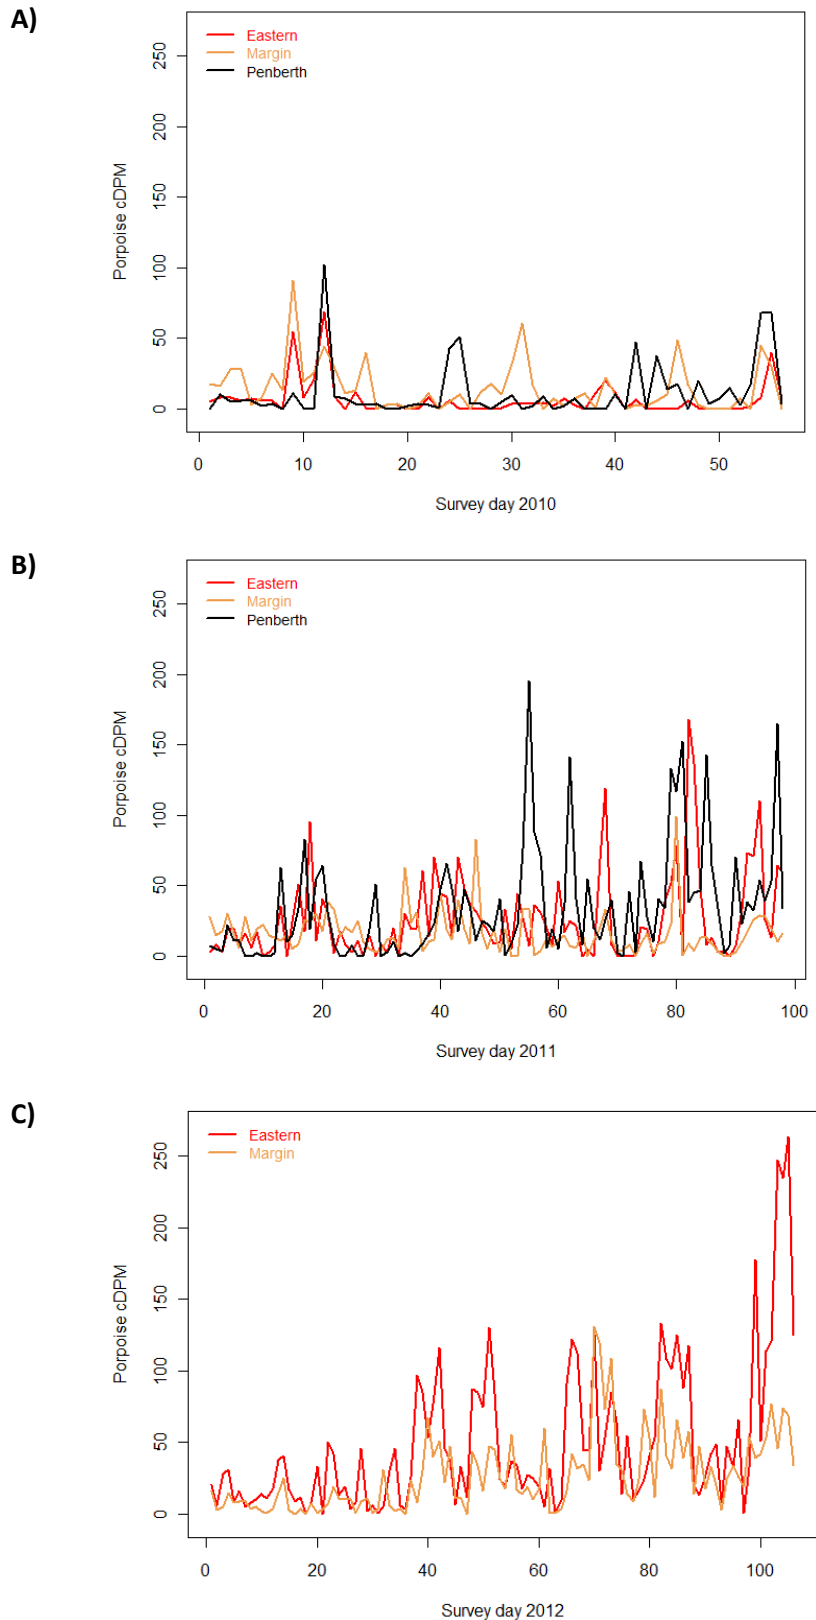 A)
Eastern
Margin
Penberth
250
200
150
100
50
0
Porpoise cDPM
0 10 20 30 40 50
Survey day 2010
B)
Eastern
Margin
Penberth
250
200
150
100
50
0
Porpoise cDPM
0 20 40 60 80 100
Survey day 2011
C)
Eastern
Margin
250
200
150
100
50
0
Porpoise cDPM
0 20 40 60 80 100
Survey day 2012